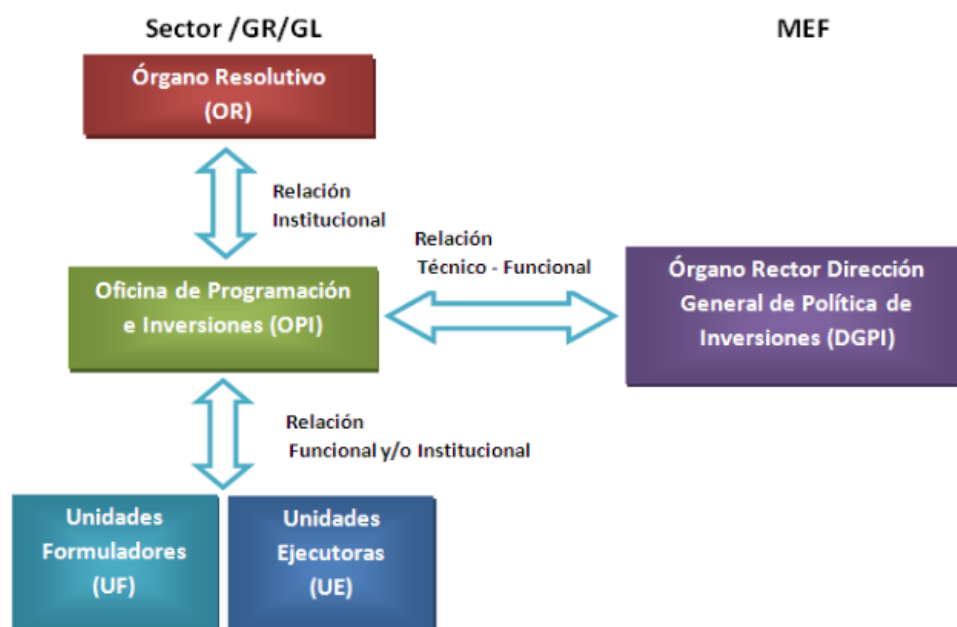 Sector /GR/GL
MEF
Órgano Resolutivo
(OR)
Relación
Institucional
Relación
Técnico - Funcional
Oficina de Programación
e Inversiones (OPI)
Órgano Rector Dirección
General de Política de
Inversiones (DGPI)
Relación
Funcional y/o Institucional
Unidades
Formuladores
(UF)
Unidades
Ejecutoras
(UE)